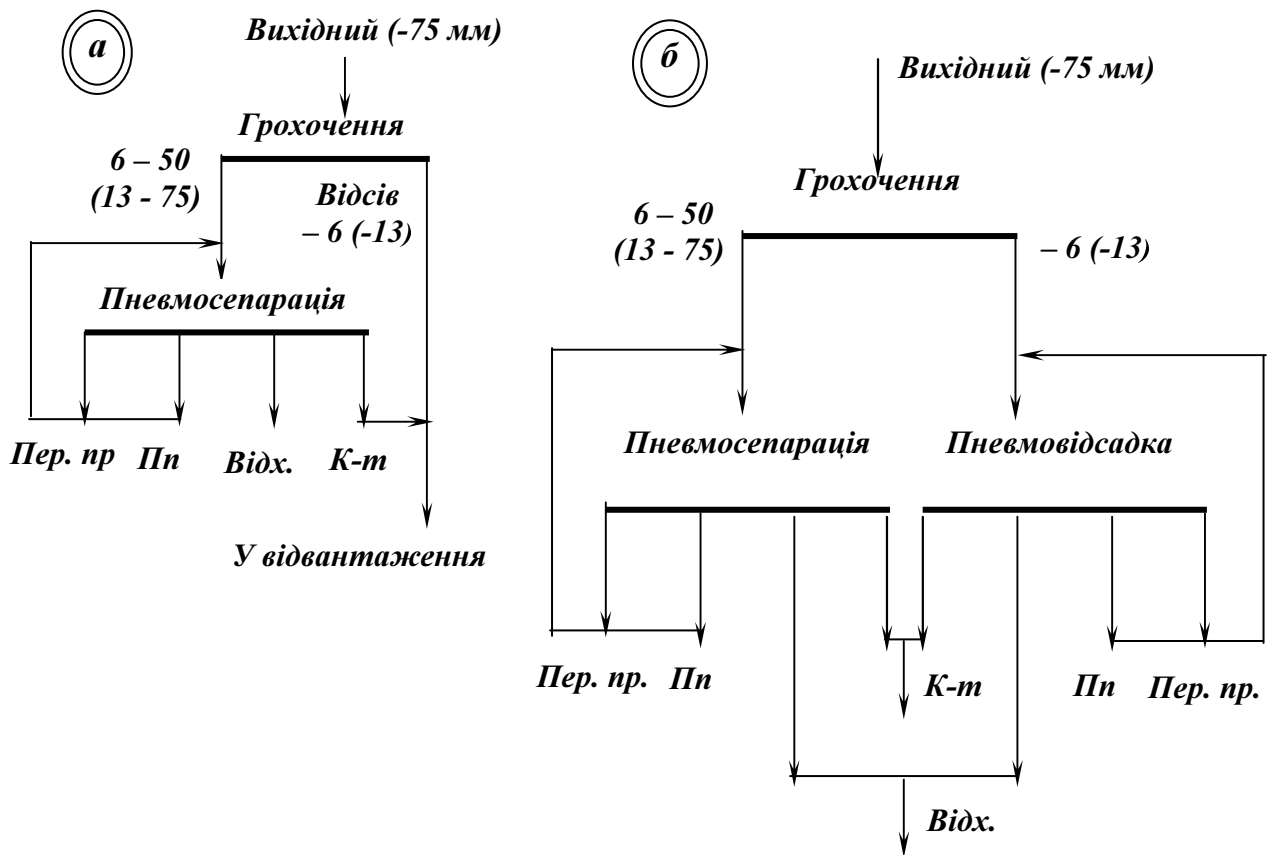 а
Вихідний (-75 мм)
Грохочення
6 – 50
(13 - 75)
Відсів
– 6 (-13)
Пневмосепарація
Пер. пр
Пп
Відх.
К-т
У відвантаження
б
Вихідний (-75 мм)
Грохочення
6 – 50
(13 - 75)
– 6 (-13)
Пневмосепарація
Пневмовідсадка
Пер. пр.
Пп
К-т
Пп
Пер. пр.
Відх.